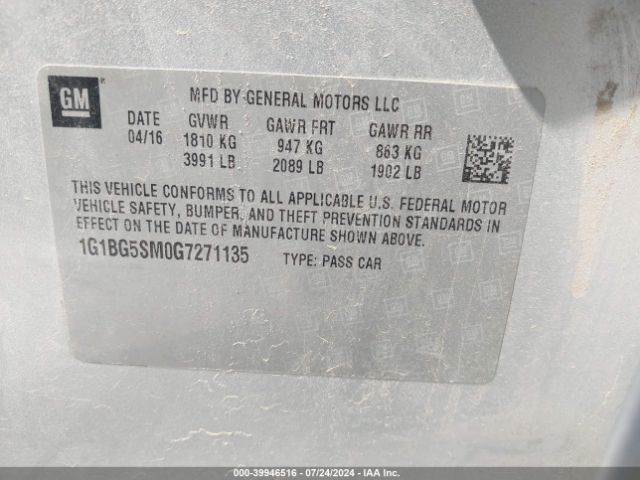 GM ®
MFD BY GENERAL MOTORS LLC
DATE GVWR GAWR FRT GAWR RR
04/16 1810 KG 947 KG 863 KG
3991 LB 2089 LB 1902 LB
THIS VEHICLE CONFORMS TO ALL APPLICABLE U.S. FEDERAL MOTOR
VEHICLE SAFETY, BUMPER, AND THEFT PREVENTION STANDARDS IN
EFFECT ON THE DATE OF MANUFACTURE SHOWN ABOVE.
1G1BG5SM0G7271135 TYPE: PASS CAR
000-39946516 - 07/24/2024 - IAA Inc.